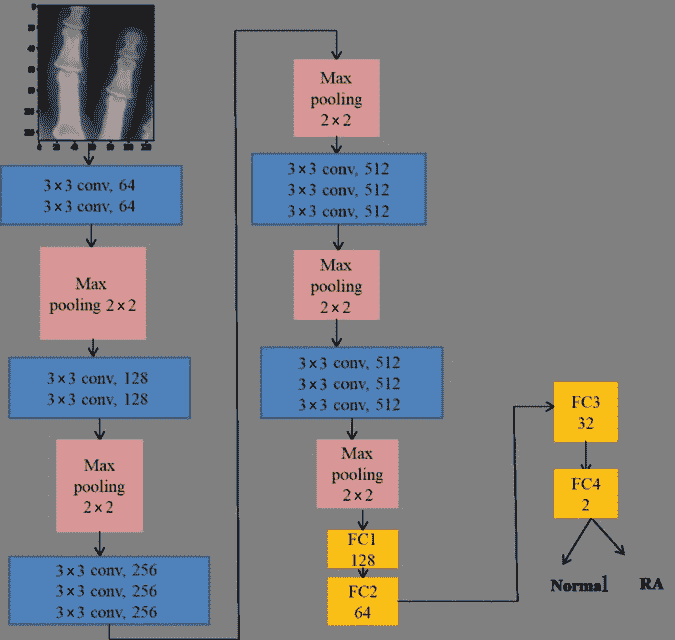 3×3 conv, 64
3×3 conv, 64
Max
pooling 2×2
3×3 conv, 128
3×3 conv, 128
Max
pooling
2×2
3×3 conv, 256
3×3 conv, 256
3×3 conv, 256
Max
pooling
2×2
3×3 conv, 512
3×3 conv, 512
3×3 conv, 512
Max
pooling
2×2
3×3 conv, 512
3×3 conv, 512
3×3 conv, 512
Max
pooling
2×2
FC1
128
FC2
64
FC3
32
FC4
2
Normal
RA